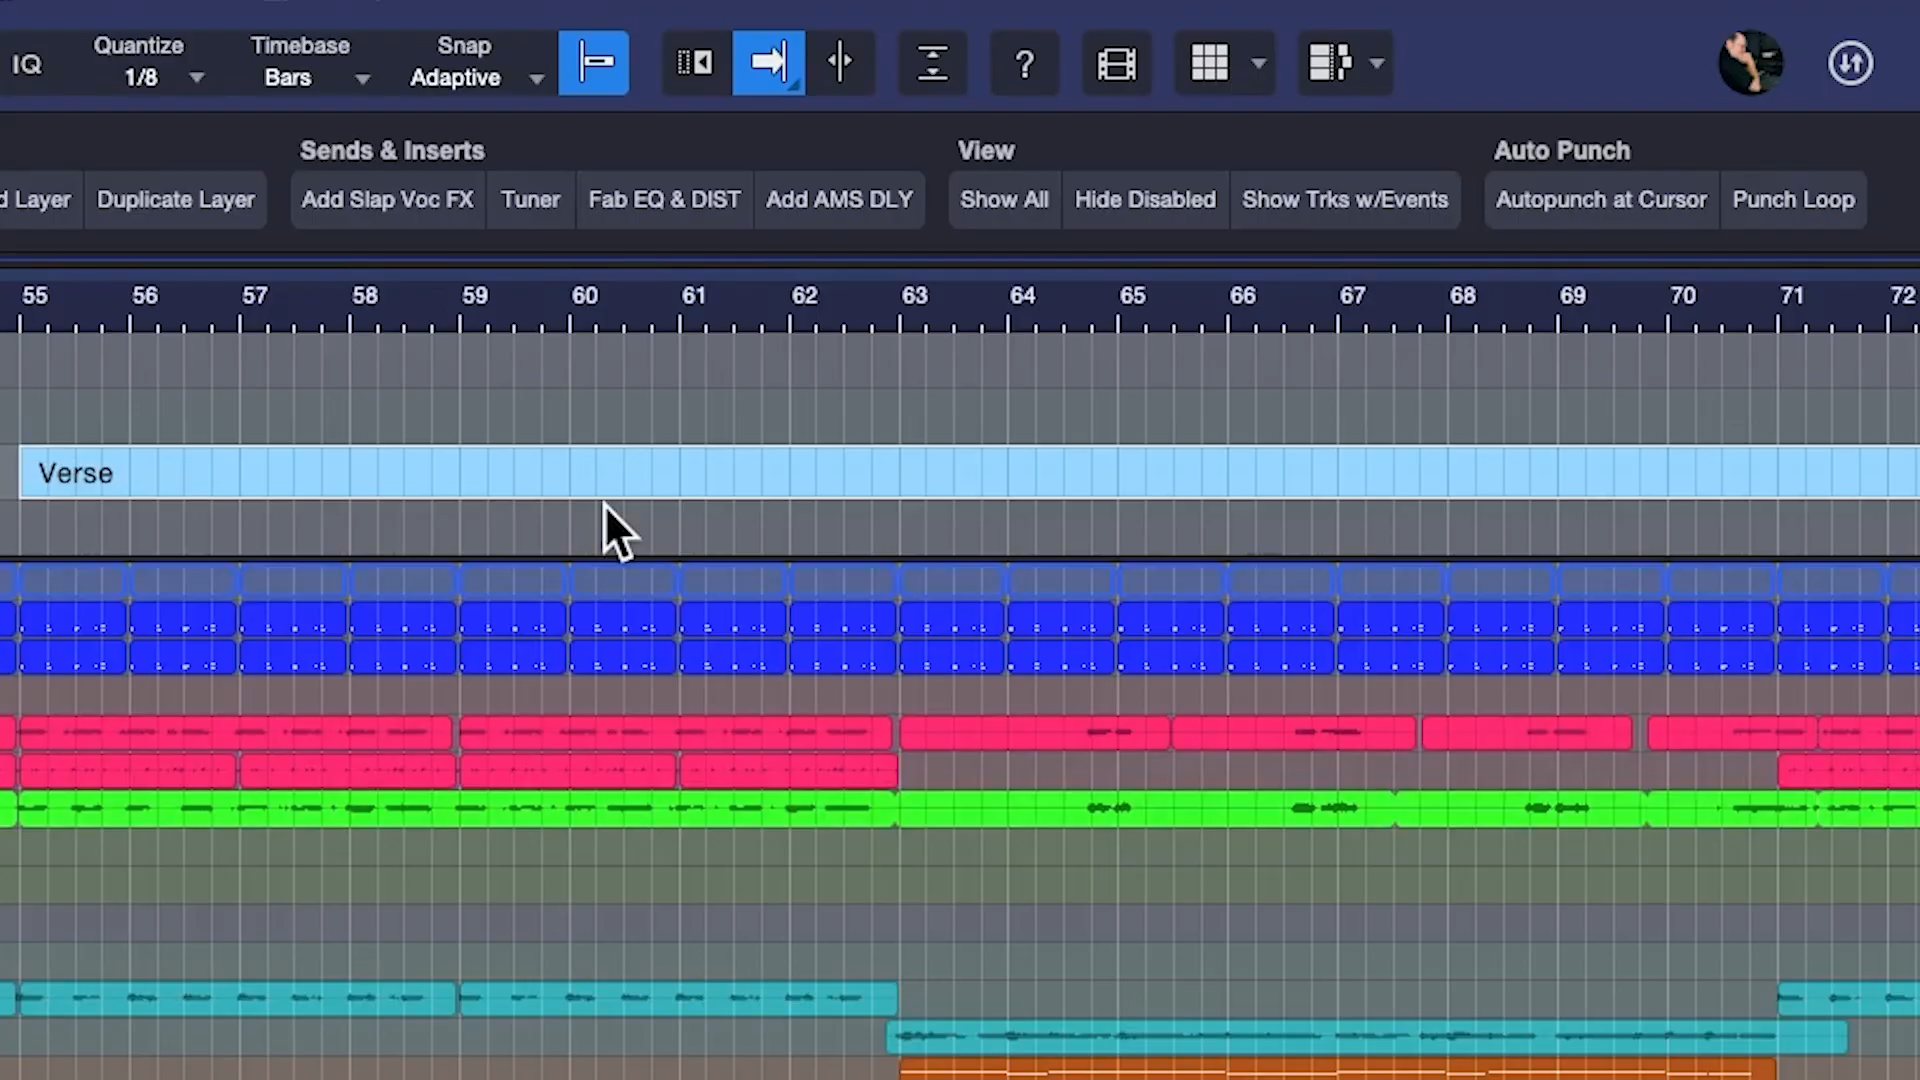 IQ
Quantize
1/8
Timebase
Bars
Snap
Adaptive
?
Sends & Inserts
View
Auto Punch
d Layer
Duplicate Layer
Add Slap Voc FX
Tuner
Fab EQ & DIST
Add AMS DLY
Show All
Hide Disabled
Show Trks w/Events
Autopunch at Cursor
Punch Loop
55 56 57 58 59 60 61 62 63 64 65 66 67 68 69 70 71 72
Verse